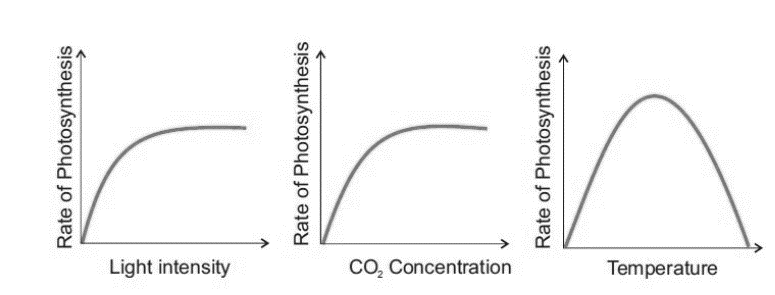 Rate of Photosynthesis
Light intensity
Rate of Photosynthesis
CO₂ Concentration
Rate of Photosynthesis
Temperature